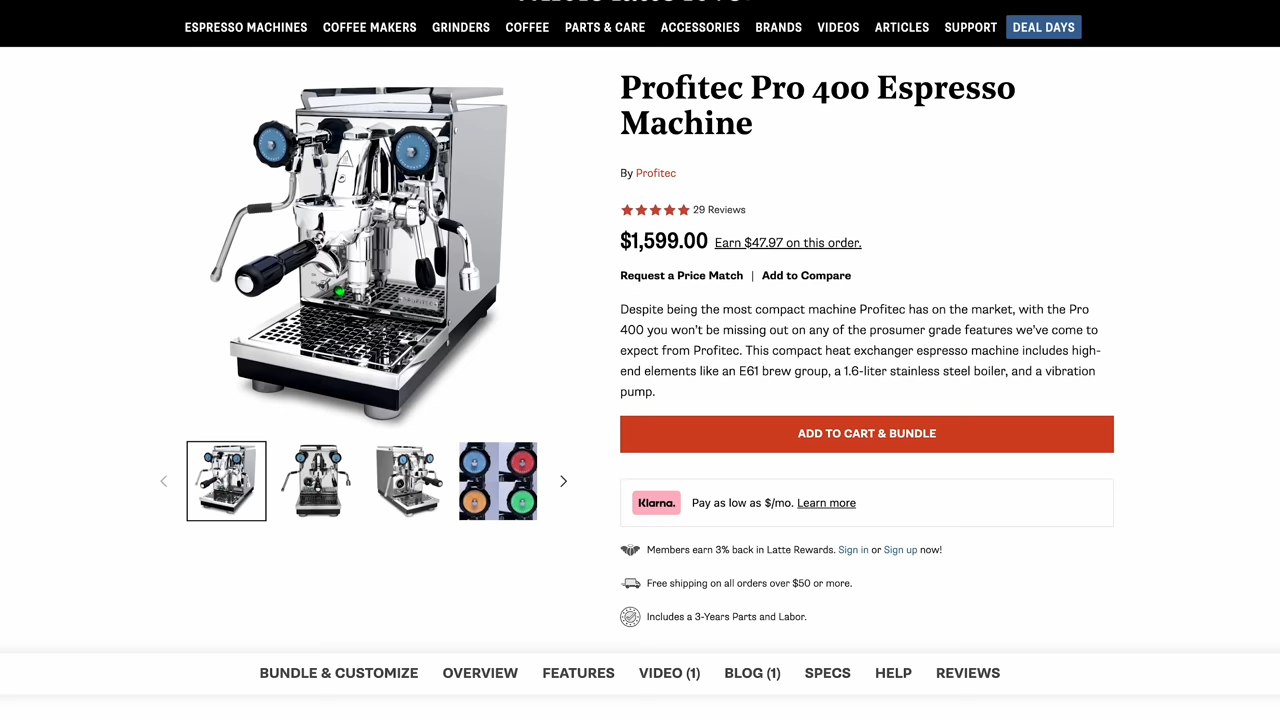 ESPRESSO MACHINES COFFEE MAKERS GRINDERS COFFEE PARTS & CARE ACCESSORIES BRANDS VIDEOS ARTICLES SUPPORT DEAL DAYS
Profitec Pro 400 Espresso
Machine
By Profitec
29 Reviews
$1,599.00 Earn $47.97 on this order.
Request a Price Match | Add to Compare
Despite being the most compact machine Profitec has on the market, with the Pro
400 you won't be missing out on any of the prosumer grade features we've come to
expect from Profitec. This compact heat exchanger espresso machine includes high-
end elements like an E61 brew group, a 1.6-liter stainless steel boiler, and a vibration
pump.
ADD TO CART & BUNDLE
Klarna. Pay as low as $/mo. Learn more
Members earn 3% back in Latte Rewards. Sign in or Sign up now!
Free shipping on all orders over $50 or more.
Includes a 3-Years Parts and Labor.
BUNDLE & CUSTOMIZE OVERVIEW FEATURES VIDEO (1) BLOG (1) SPECS HELP REVIEWS
PROFITEC